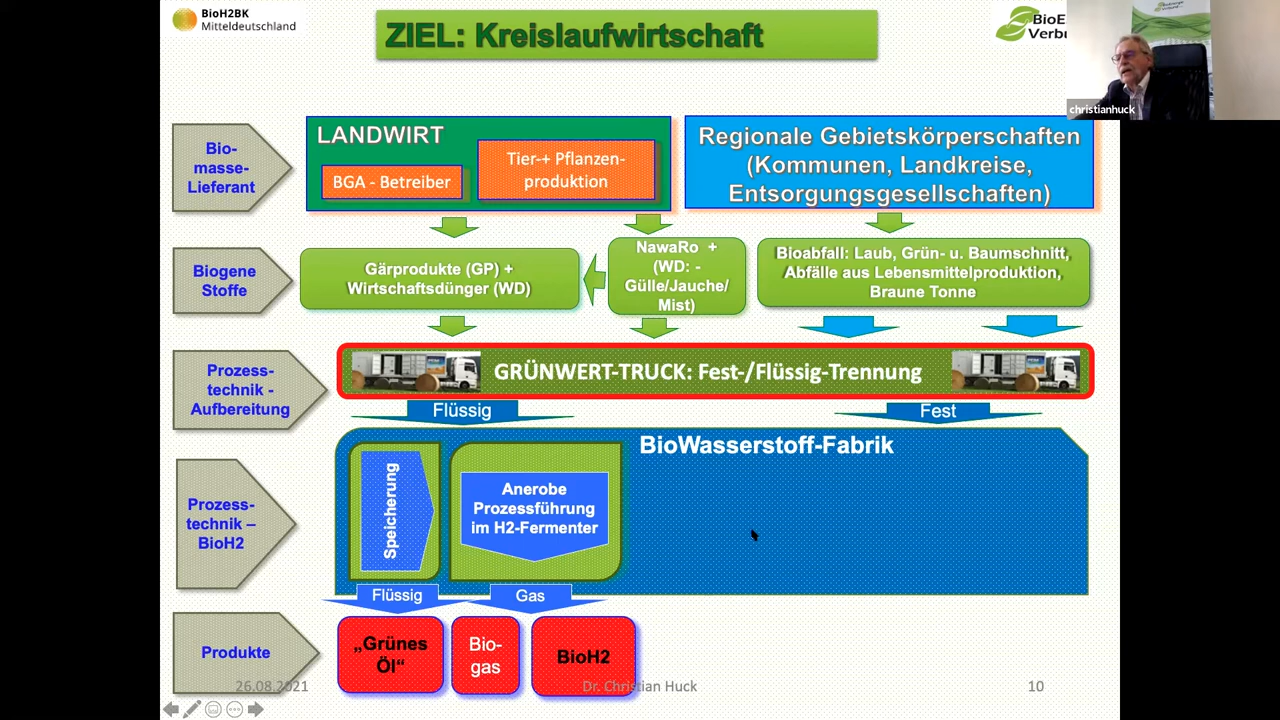 BioH2BK
Mitteldeutschland
ZIEL: Kreislaufwirtschaft
BioE
Verbu
christianhuck
Bio-
masse-
Lieferant
LANDWIRT
BGA - Betreiber
Tier-+ Pflanzen-
produktion
Regionale Gebietskörperschaften
(Kommunen, Landkreise,
Entsorgungsgesellschaften)
Biogene
Stoffe
Gärprodukte (GP) +
Wirtschaftsdünger (WD)
NawaRo +
(WD: -
Gülle/Jauche/
Mist)
Bioabfall: Laub, Grün- u. Baumschnitt,
Abfälle aus Lebensmittelproduktion,
Braune Tonne
Prozess-
technik -
Aufbereitung
GRÜNWERT-TRUCK: Fest-/Flüssig-Trennung
Flüssig
Fest
Prozess-
technik –
BioH2
BioWasserstoff-Fabrik
Speicherung
Anerobe
Prozessführung
im H2-Fermenter
Flüssig
Gas
Produkte
„Grünes
Öl“
Bio-
gas
BioH2
26.08.2021
Dr. Christian Huck
10